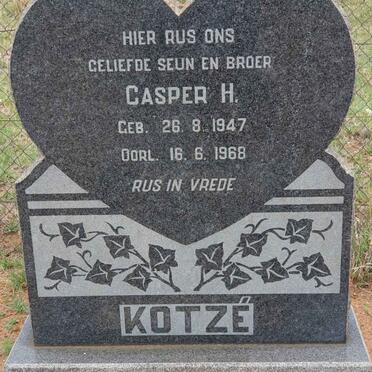 HIER RUS ONS
GELIEFDE SEUN EN BROER
CASPER H.
GEB. 26.8.1947
OORL. 16.6.1968
RUS IN VREDE
KOTZÉ